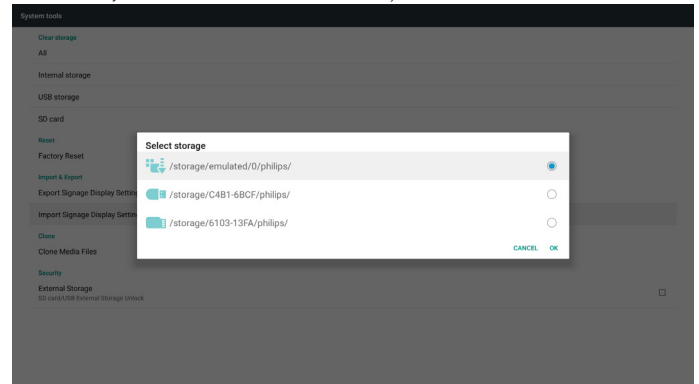 System tools
Clear storage
All
Internal storage
USB storage
SD card
Reset
Factory Reset
Import & Export
Export Signage Display Settin
Import Signage Display Settin
Clone
Clone Media Files
Security
External Storage
SD card/USB External Storage Unlock
Select storage
/storage/emulated/0/philips/
/storage/C4B1-6BCF/philips/
/storage/6103-13FA/philips/
CANCEL OK